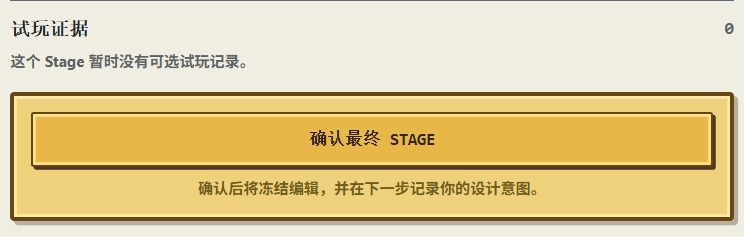 试玩证据 0
这个 Stage 暂时没有可选试玩记录。
确认最终 STAGE
确认后将冻结编辑，并在下一步记录你的设计意图。